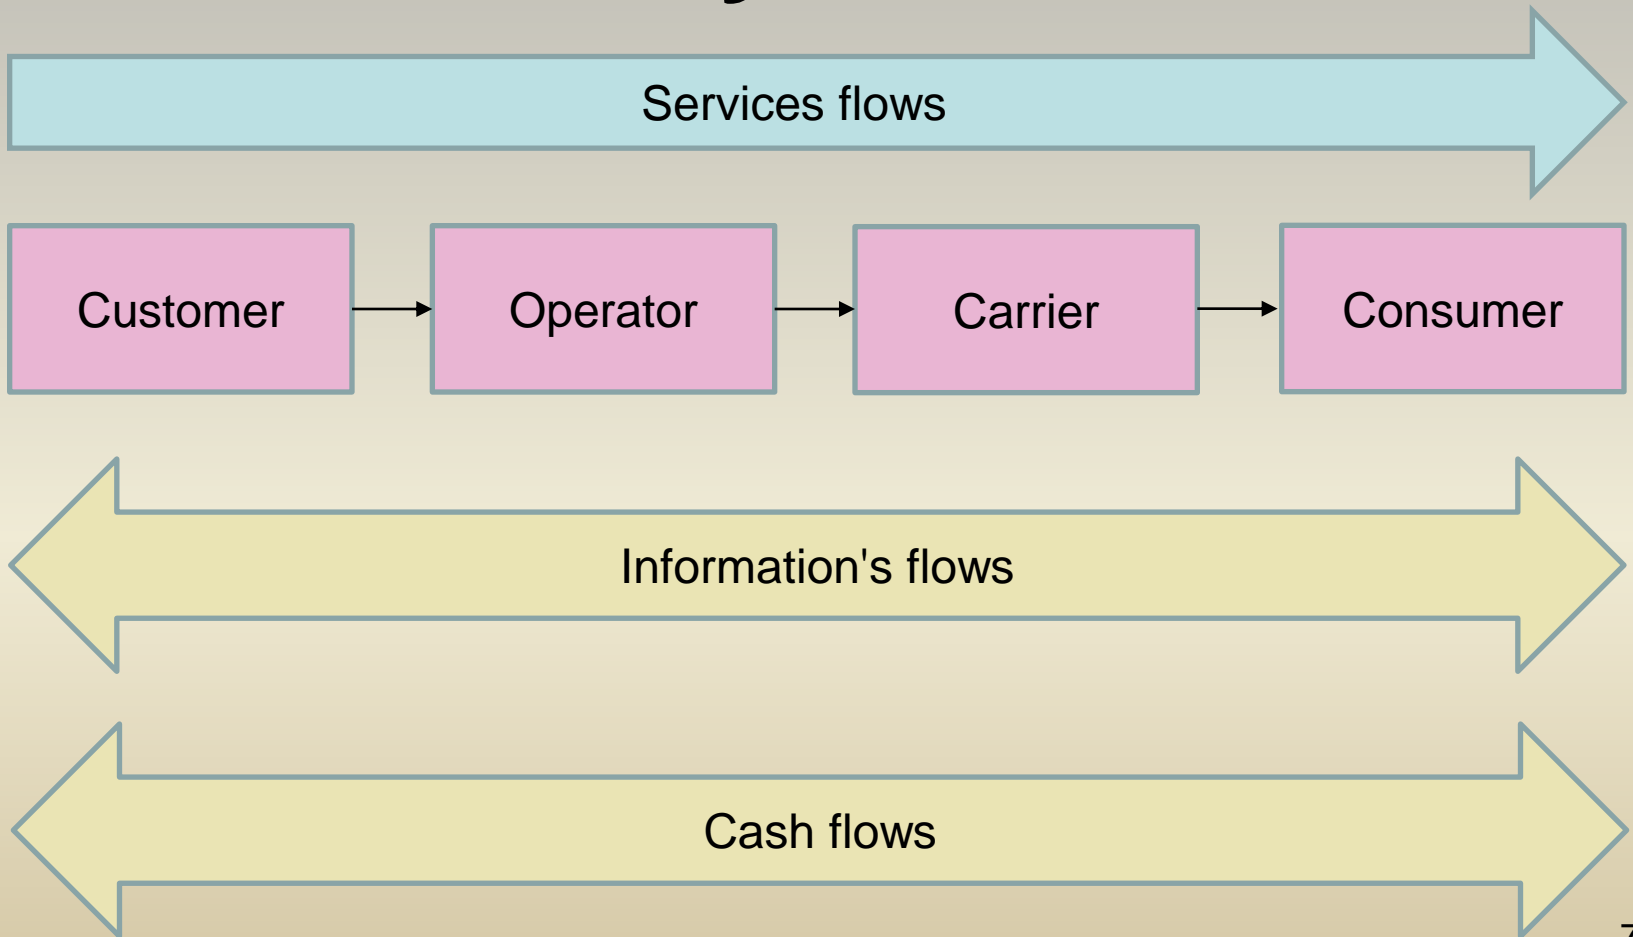 Services flows
Customer
Operator
Carrier
Consumer
Information's flows
Cash flows